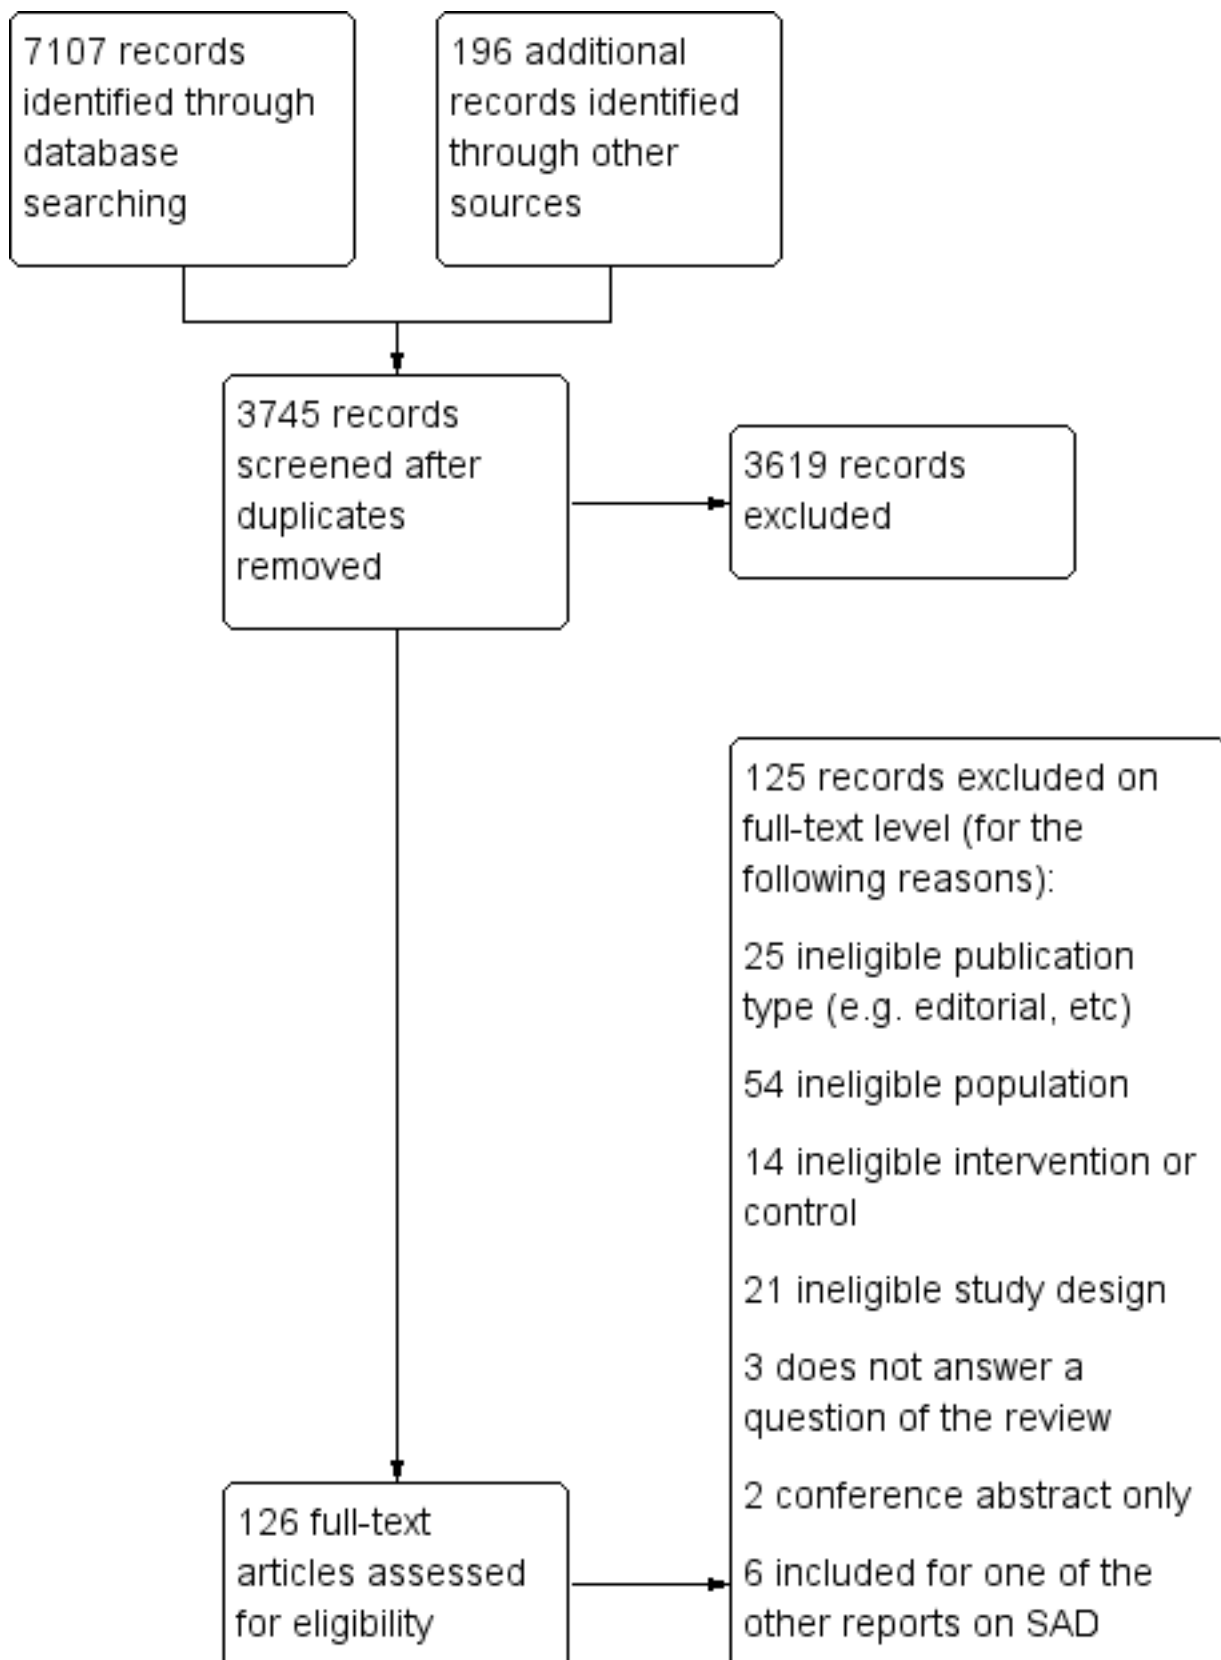 7107 records
identified through
database
searching
196 additional
records identified
through other
sources
3745 records
screened after
duplicates
removed
3619 records
excluded
125 records excluded on
full-text level (for the
following reasons):
25 ineligible publication
type (e.g. editorial, etc)
54 ineligible population
14 ineligible intervention or
control
21 ineligible study design
3 does not answer a
question of the review
2 conference abstract only
6 included for one of the
other reports on SAD
126 full-text
articles assessed
for eligibility